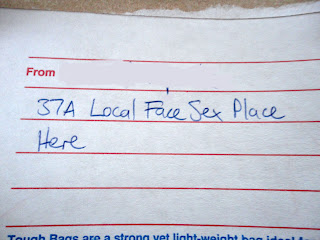 From
37A Local Face Sex Place
Here
Tough Bags are a strong yet light-weight bag ideal